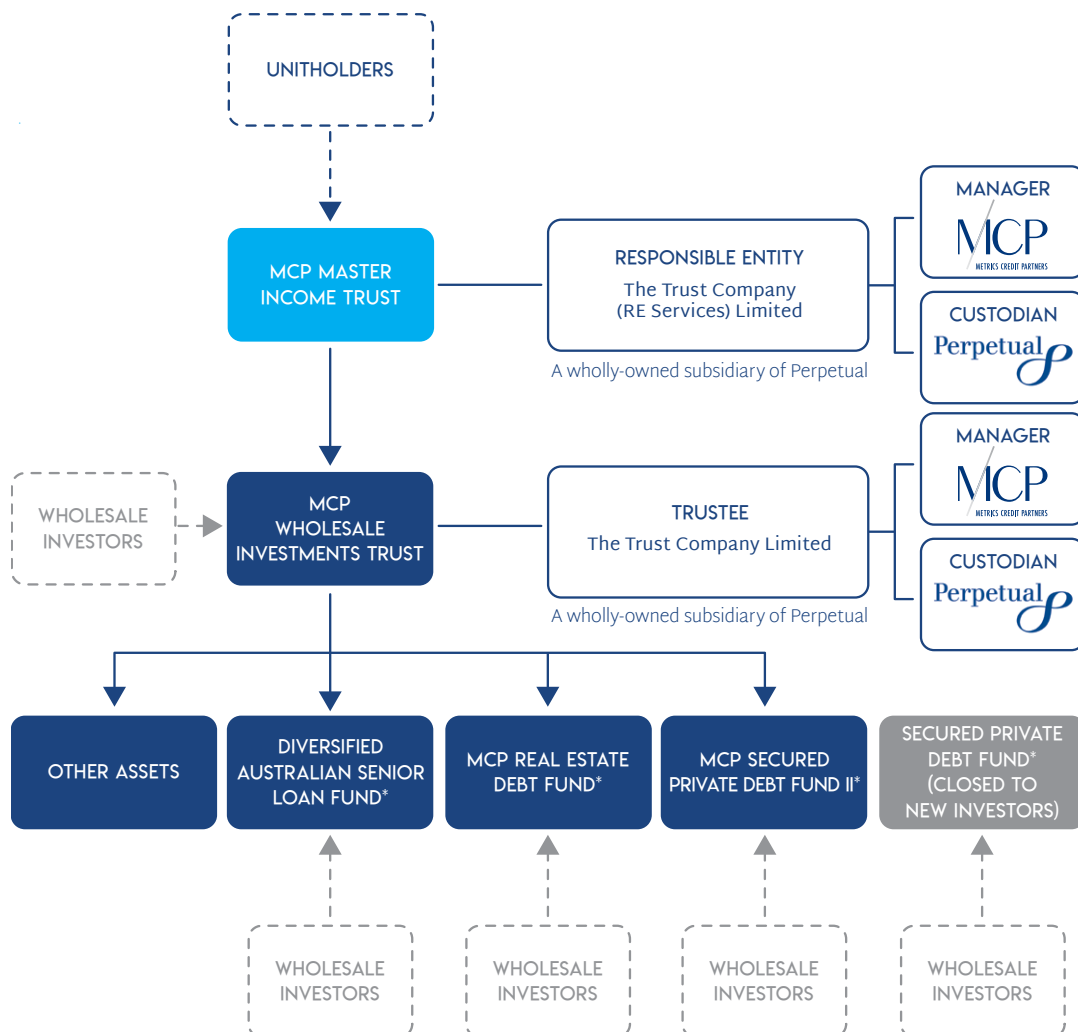 UNITHOLDERS
MCP MASTER
INCOME TRUST
RESPONSIBLE ENTITY
The Trust Company
(RE Services) Limited
A wholly-owned subsidiary of Perpetual
MANAGER
MCP
METRICS CREDIT PARTNERS
CUSTODIAN
Perpetual
WHOLESALE
INVESTORS
MCP
WHOLESALE
INVESTMENTS TRUST
TRUSTEE
The Trust Company Limited
A wholly-owned subsidiary of Perpetual
MANAGER
MCP
METRICS CREDIT PARTNERS
CUSTODIAN
Perpetual
OTHER ASSETS
DIVERSIFIED
AUSTRALIAN SENIOR
LOAN FUND*
MCP REAL ESTATE
DEBT FUND*
MCP SECURED
PRIVATE DEBT FUND II*
SECURED PRIVATE
DEBT FUND*
(CLOSED TO
NEW INVESTORS)
WHOLESALE
INVESTORS
WHOLESALE
INVESTORS
WHOLESALE
INVESTORS
WHOLESALE
INVESTORS